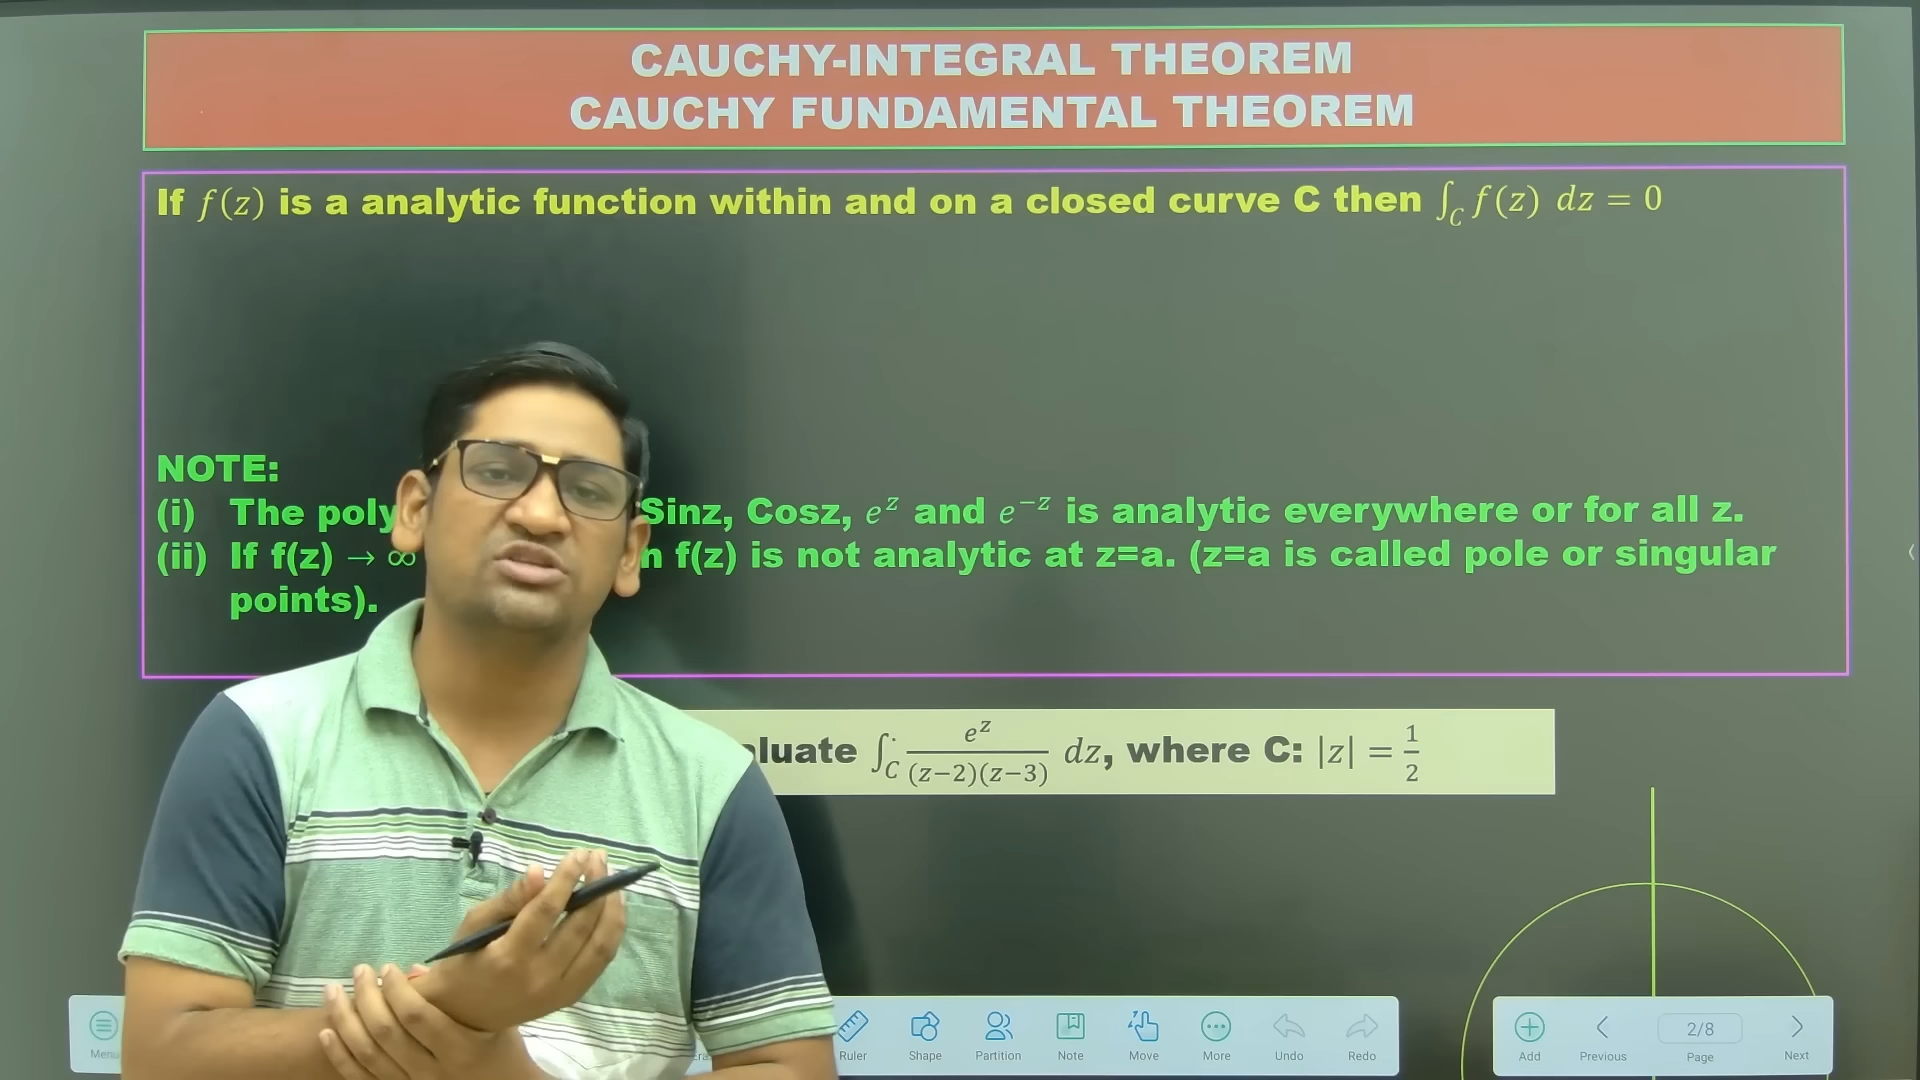 CAUCHY-INTEGRAL THEOREM
CAUCHY FUNDAMENTAL THEOREM
If f(z) is a analytic function within and on a closed curve C then ∫_C f(z) dz = 0
NOTE:
(i) The Sinz, Cosz, e^z and e^−z is analytic everywhere or for all z.
(ii) If f(z) → ∞ f(z) is not analytic at z=a. (z=a is called pole or singular
points).
∫_C e^z/((z−2)(z−3)) dz, where C: |z| = 1/2
Menu
Ruler
Shape
Partition
Note
Move
More
Undo
Redo
Add
Previous
2/8
Page
Next